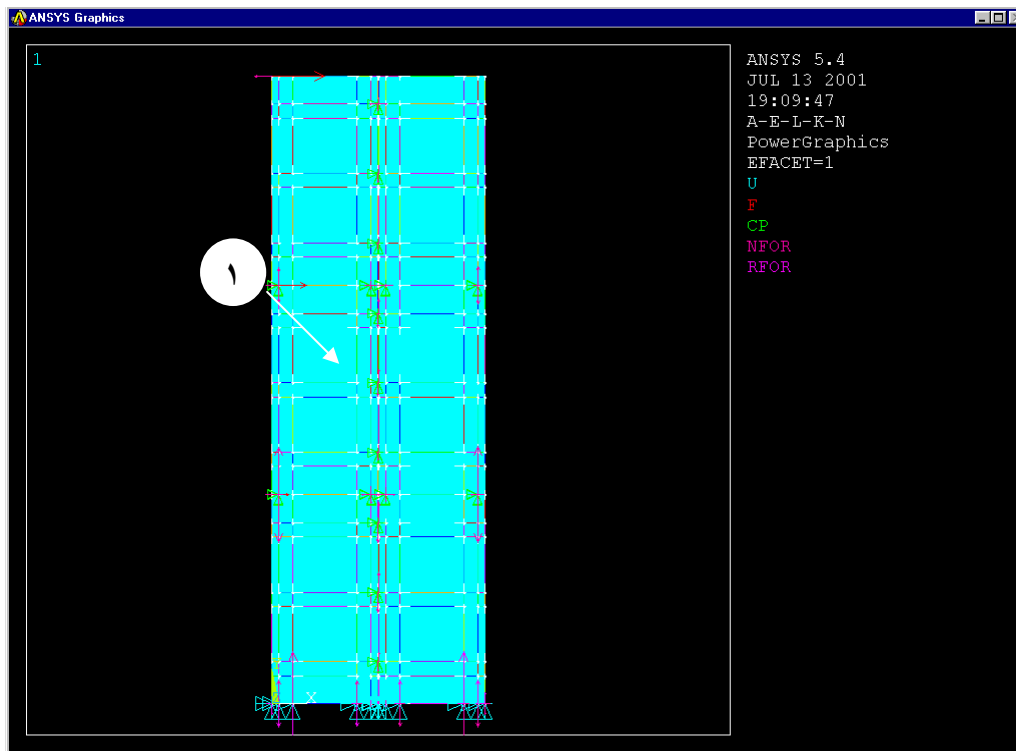 ANSYS Graphics
1
ANSYS 5.4
JUL 13 2001
19:09:47
A-E-L-K-N
PowerGraphics
EFACET=1
U
F
CP
NFOR
RFOR
١
X